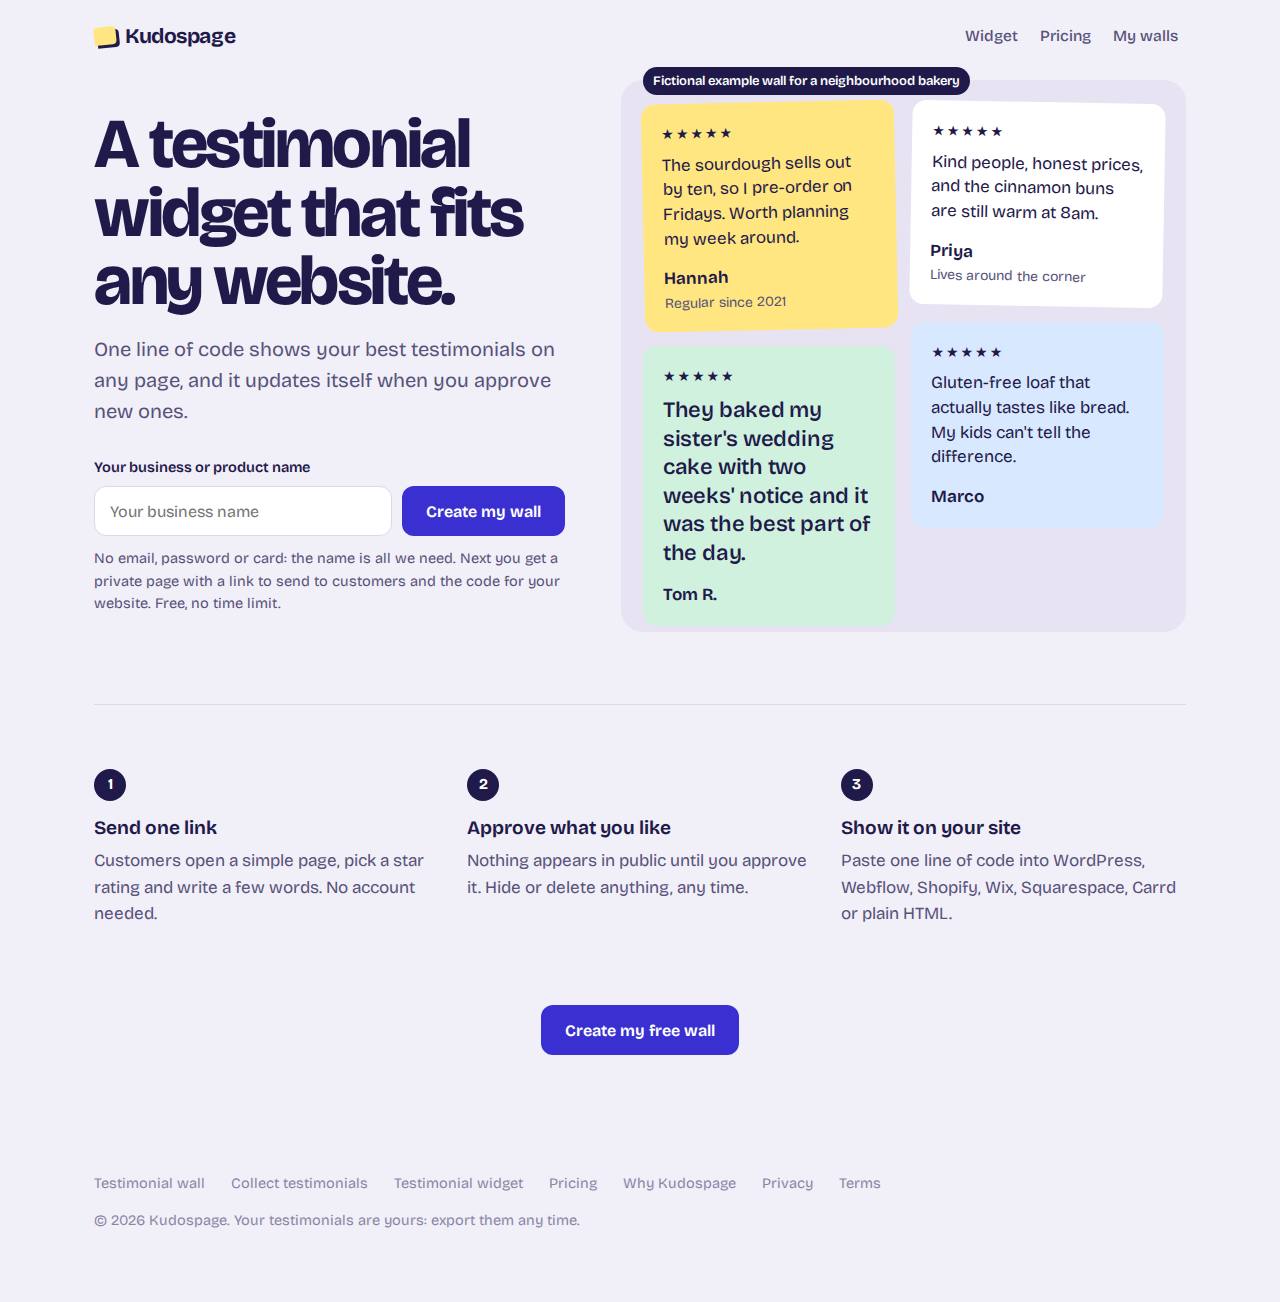 Kudospage
Widget
Pricing
My walls
A testimonial
widget that fits
any website.
One line of code shows your best testimonials on
any page, and it updates itself when you approve
new ones.
Your business or product name
Your business name
Create my wall
No email, password or card: the name is all we need. Next you get a
private page with a link to send to customers and the code for your
website. Free, no time limit.
Fictional example wall for a neighbourhood bakery
★★★★★
The sourdough sells out
by ten, so I pre-order on
Fridays. Worth planning
my week around.
Hannah
Regular since 2021
★★★★★
They baked my
sister's wedding
cake with two
weeks' notice and it
was the best part of
the day.
Tom R.
★★★★★
Kind people, honest prices,
and the cinnamon buns
are still warm at 8am.
Priya
Lives around the corner
★★★★★
Gluten-free loaf that
actually tastes like bread.
My kids can't tell the
difference.
Marco
1
Send one link
Customers open a simple page, pick a star
rating and write a few words. No account
needed.
2
Approve what you like
Nothing appears in public until you approve
it. Hide or delete anything, any time.
3
Show it on your site
Paste one line of code into WordPress,
Webflow, Shopify, Wix, Squarespace, Carrd
or plain HTML.
Create my free wall
Testimonial wall
Collect testimonials
Testimonial widget
Pricing
Why Kudospage
Privacy
Terms
© 2026 Kudospage. Your testimonials are yours: export them any time.